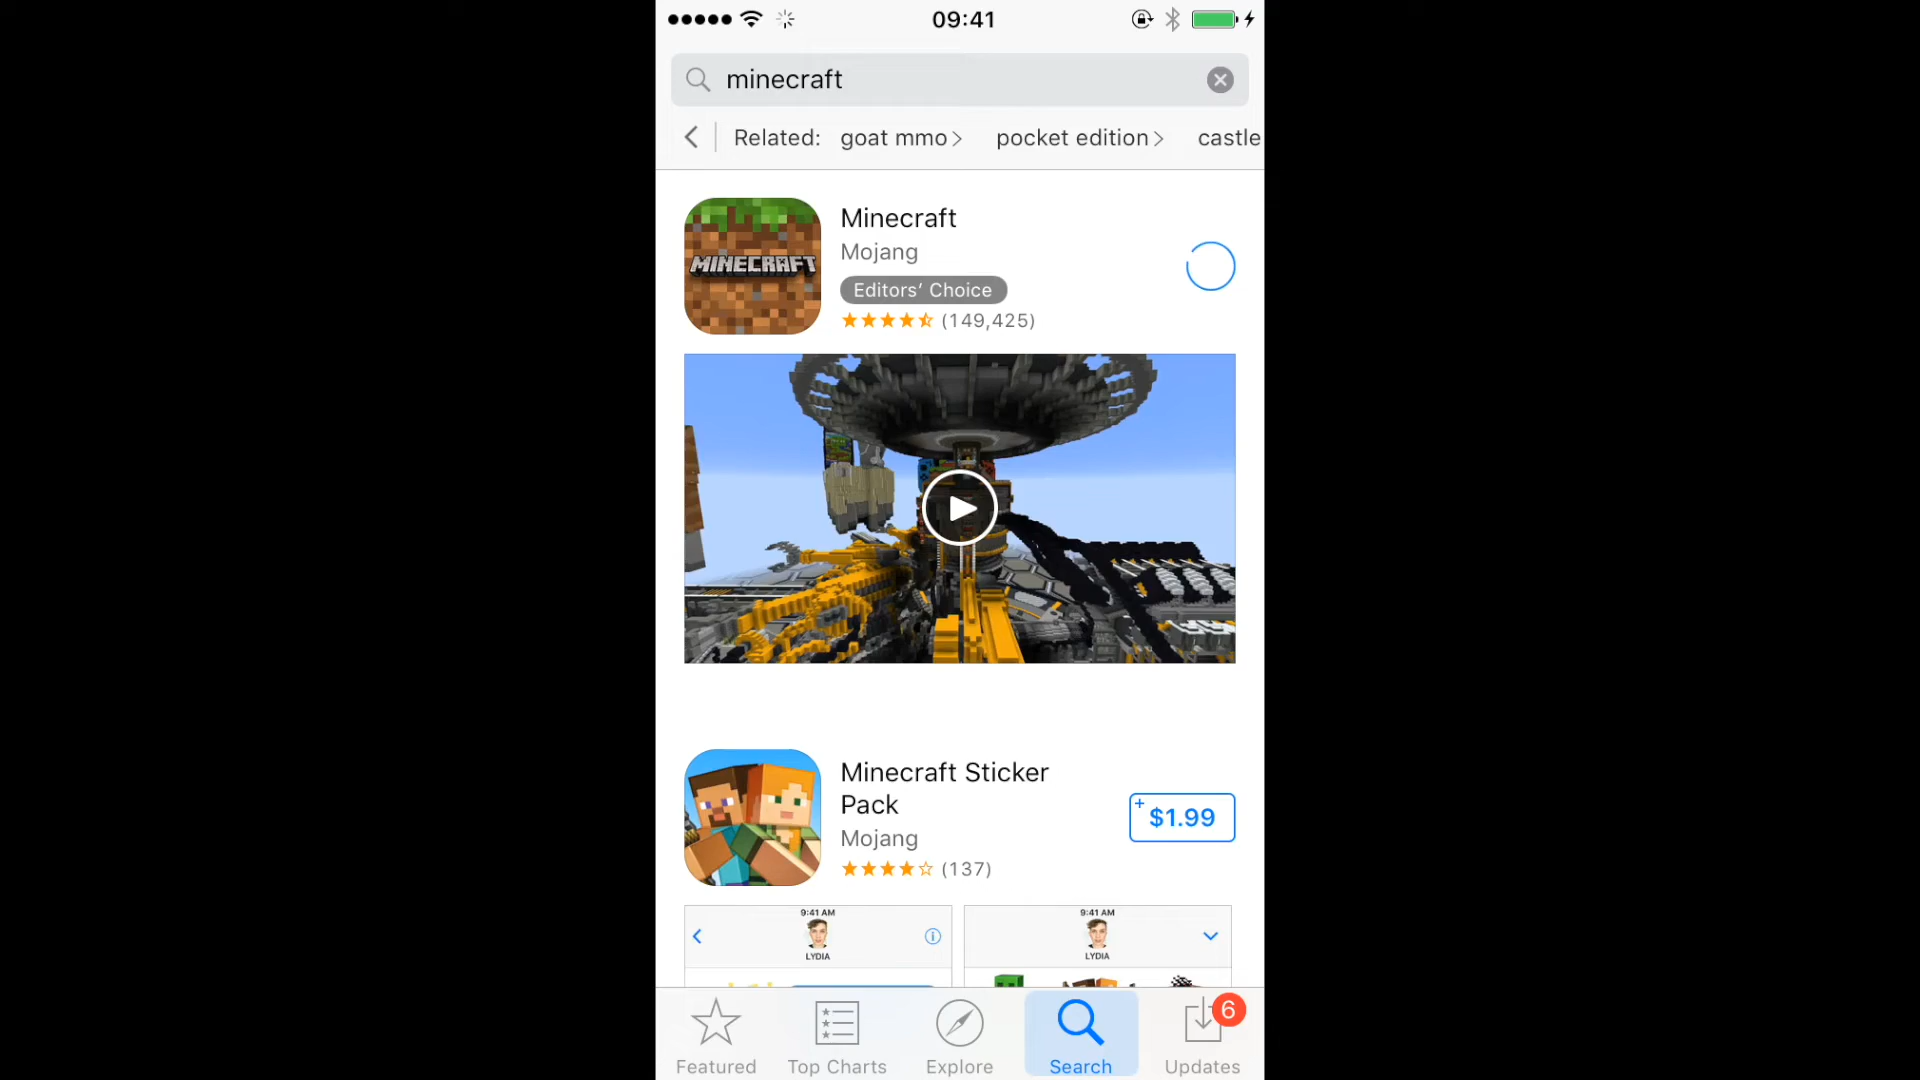 09:41
minecraft
Related: goat mmo pocket edition castle
MINECRAFT
Minecraft
Mojang
Editors' Choice
(149,425)
Minecraft Sticker
Pack
Mojang
(137)
+ $1.99
9:41 AM
LYDIA
9:41 AM
LYDIA
Featured
Top Charts
Explore
Search
6
Updates